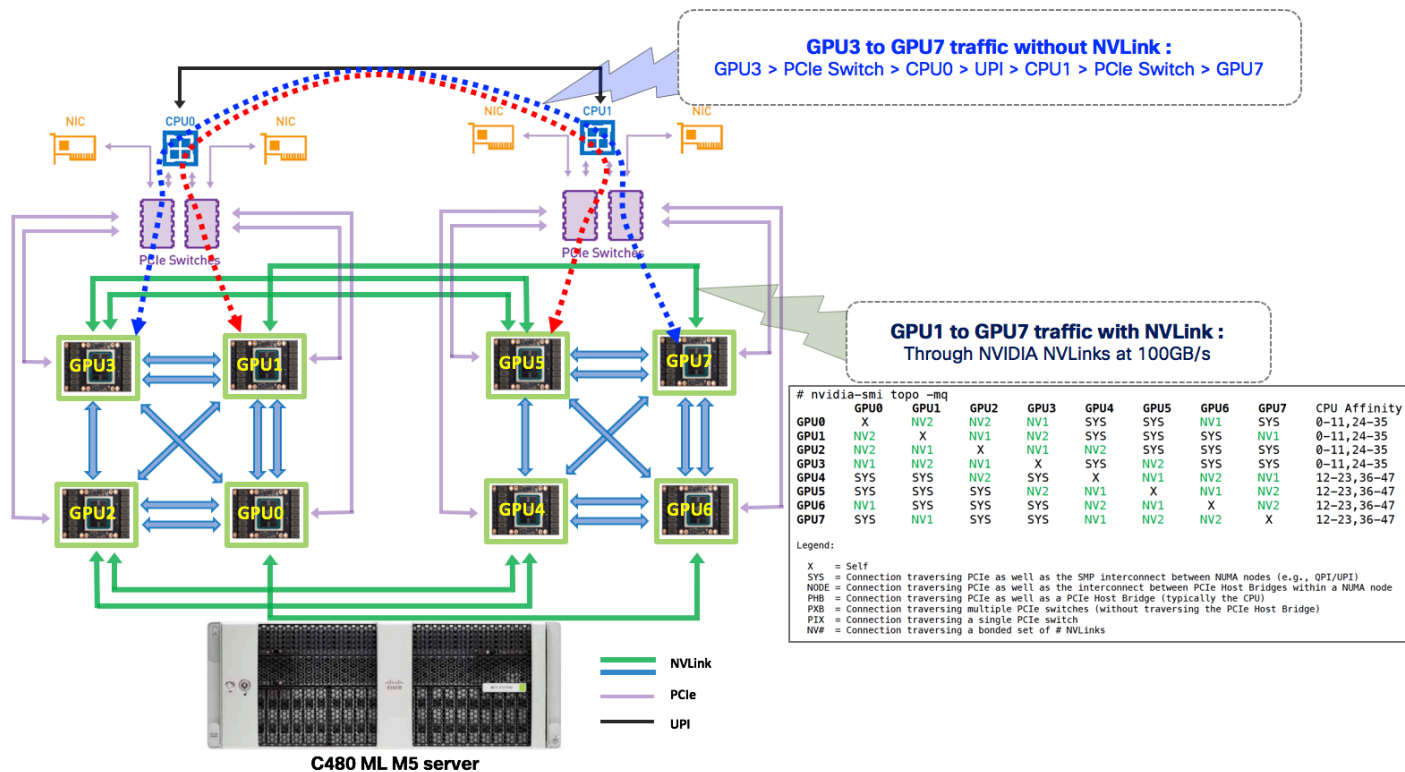 GPU3 to GPU7 traffic without NVLink :
GPU3 > PCIe Switch > CPU0 > UPI > CPU1 > PCIe Switch > GPU7
NIC
CPU0
NIC
NIC
CPU1
NIC
PCIe Switches
PCIe Switches
GPU1 to GPU7 traffic with NVLink :
Through NVIDIA NVLinks at 100GB/s
GPU3
GPU1
GPU5
GPU7
GPU2
GPU0
GPU4
GPU6
# nvidia-smi topo -mq
GPU0 GPU1 GPU2 GPU3 GPU4 GPU5 GPU6 GPU7 CPU Affinity
GPU0 X NV2 NV2 NV1 SYS SYS NV1 SYS 0-11,24-35
GPU1 NV2 X NV1 NV2 SYS SYS SYS NV1 0-11,24-35
GPU2 NV2 NV1 X NV1 NV2 SYS SYS SYS 0-11,24-35
GPU3 NV1 NV2 NV1 X SYS NV2 SYS SYS 0-11,24-35
GPU4 SYS SYS NV2 SYS X NV1 NV2 NV1 12-23,36-47
GPU5 SYS SYS SYS NV2 NV1 X NV1 NV2 12-23,36-47
GPU6 NV1 SYS SYS SYS NV2 NV1 X NV2 12-23,36-47
GPU7 SYS NV1 SYS SYS NV1 NV2 NV2 X 12-23,36-47
Legend:
X = Self
SYS = Connection traversing PCIe as well as the SMP interconnect between NUMA nodes (e.g., QPI/UPI)
NODE = Connection traversing PCIe as well as the interconnect between PCIe Host Bridges within a NUMA node
PHB = Connection traversing PCIe as well as a PCIe Host Bridge (typically the CPU)
PXB = Connection traversing multiple PCIe switches (without traversing the PCIe Host Bridge)
PIX = Connection traversing a single PCIe switch
NV# = Connection traversing a bonded set of # NVLinks
cisco
NVLink
PCIe
UPI
C480 ML M5 server